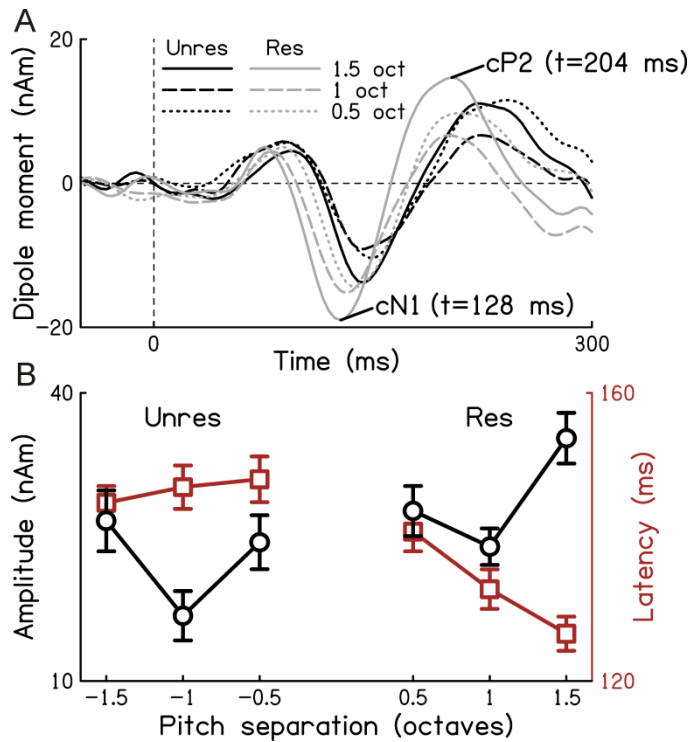 A
20
Unres Res
1.5 oct
1 oct
0.5 oct
cP2 (t=204 ms)
Dipole moment (nAm)
0
cN1 (t=128 ms)
-20
0
Time (ms)
300
B
40
160
Unres Res
Amplitude (nAm)
Latency (ms)
10
120
-1.5 -1 -0.5 0.5 1 1.5
Pitch separation (octaves)